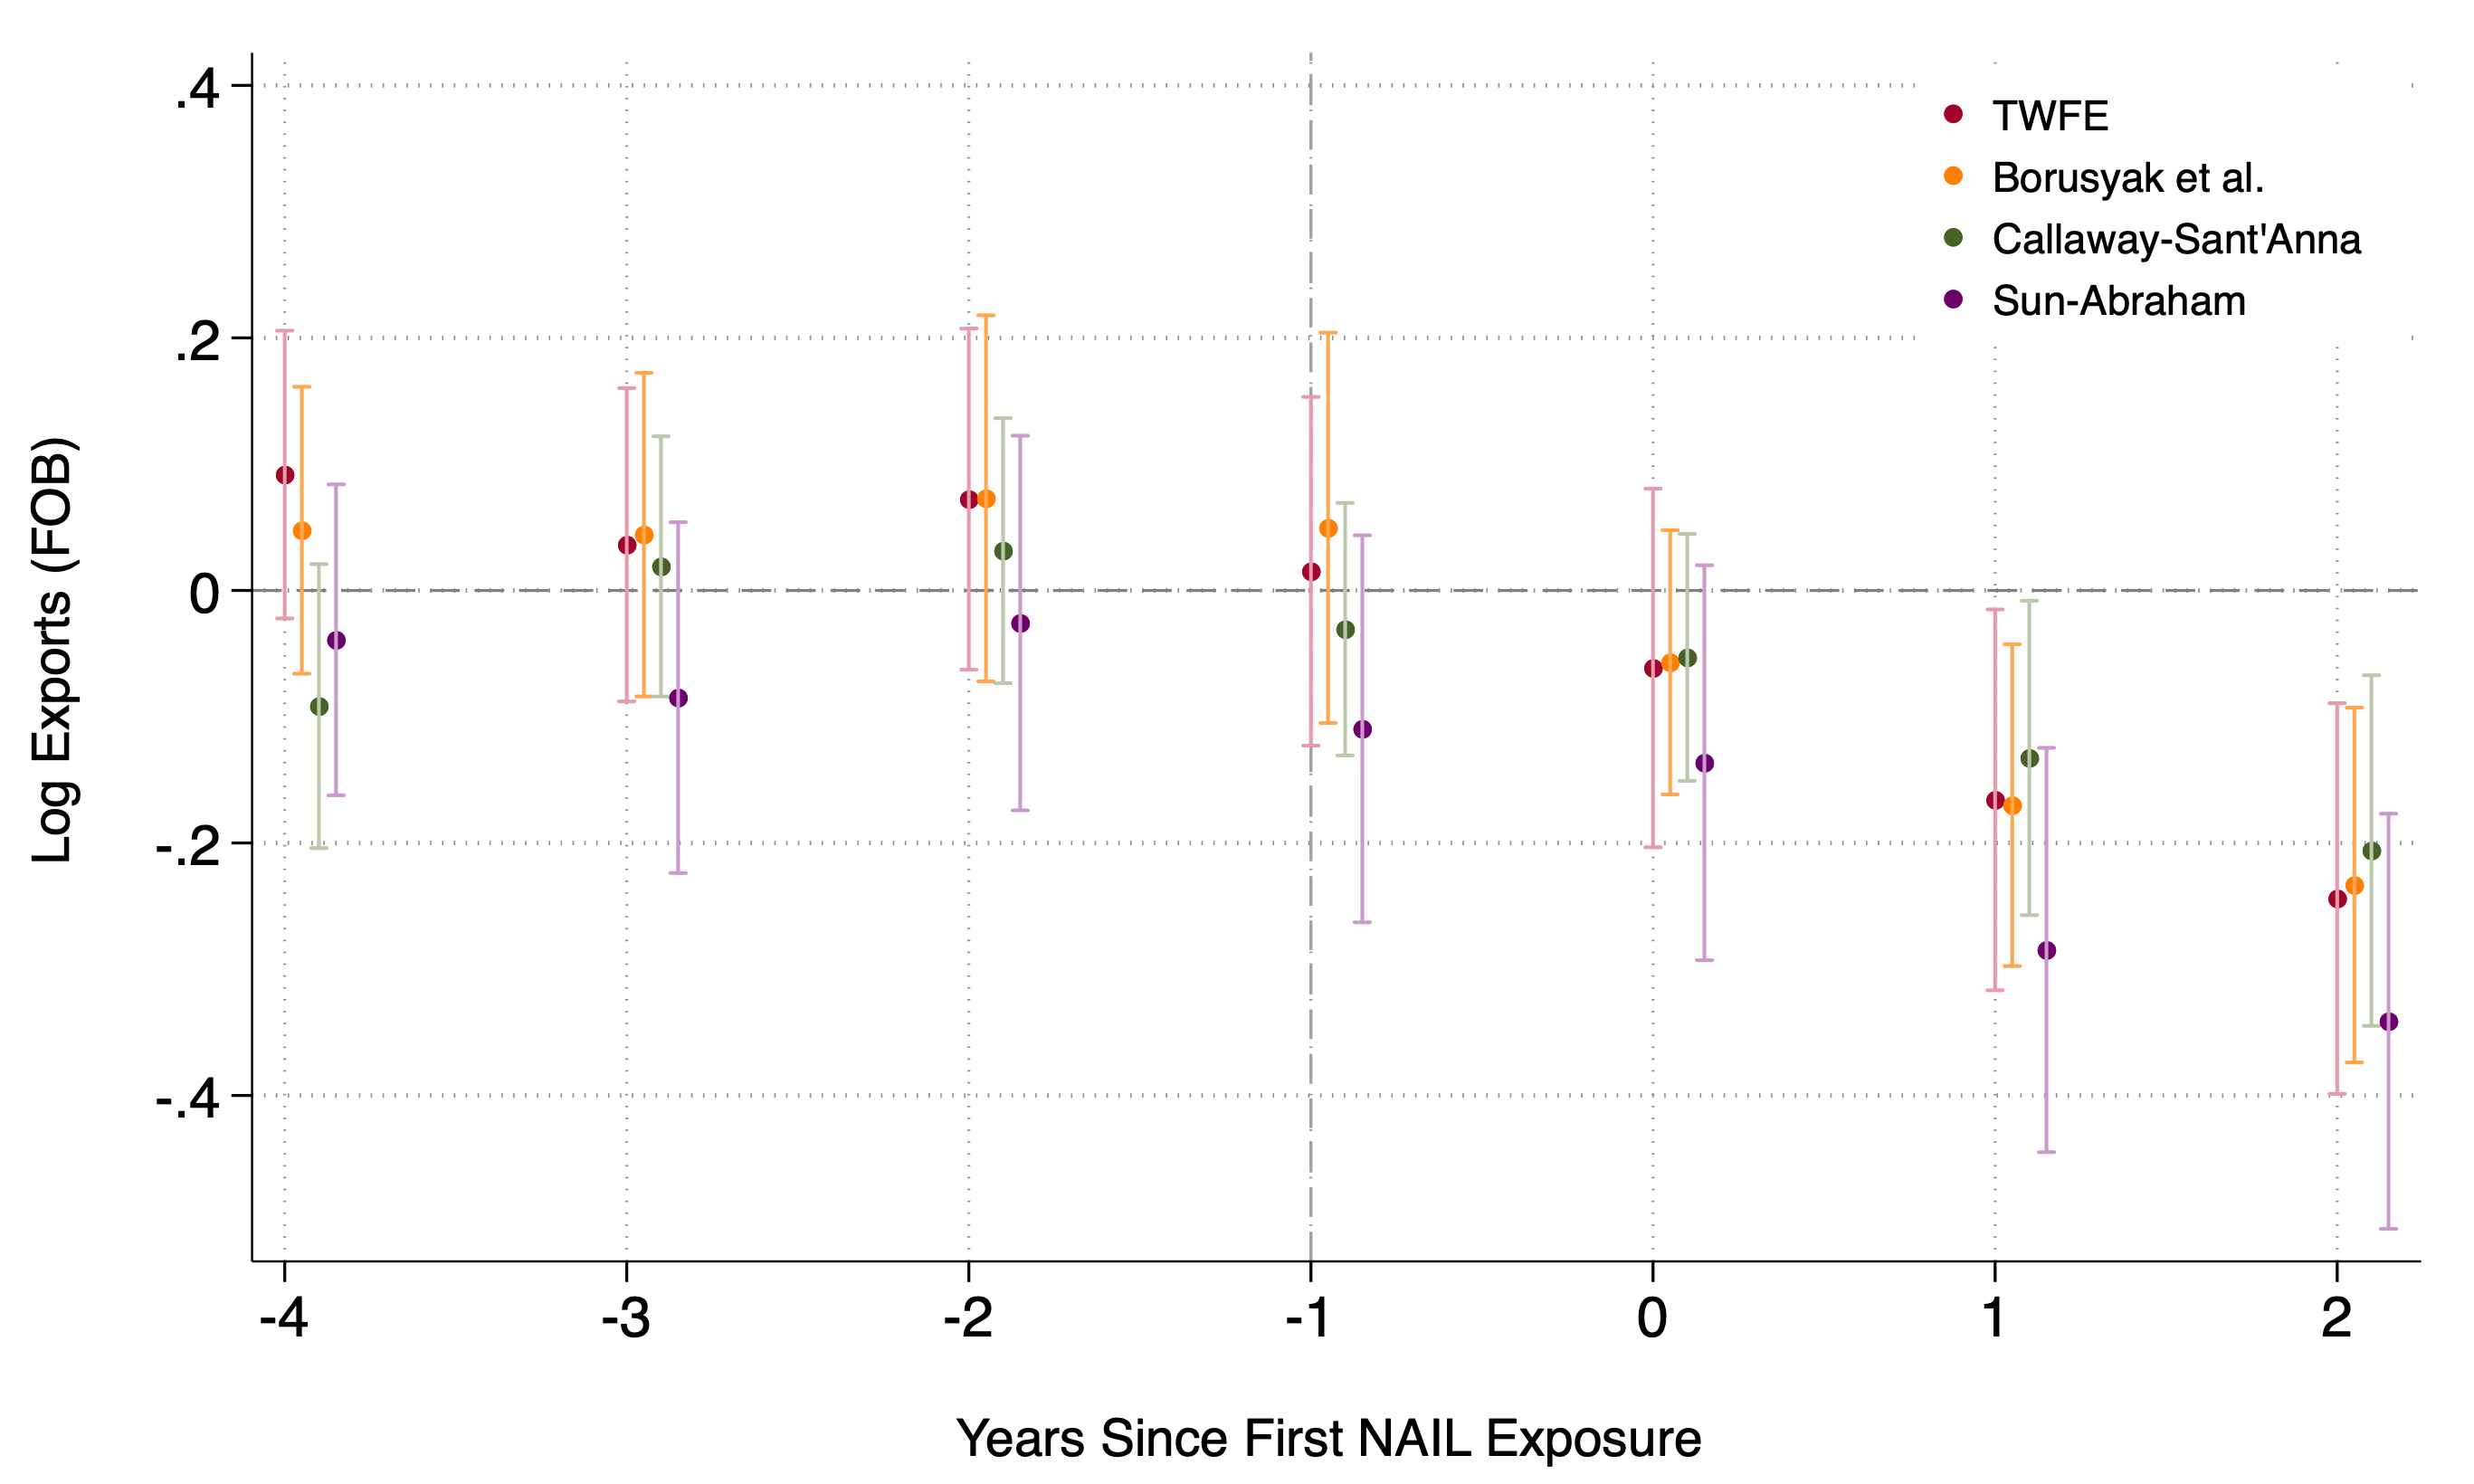 Log Exports (FOB)
.4
.2
0
-.2
-.4
TWFE
Borusyak et al.
Callaway-Sant'Anna
Sun-Abraham
-4 -3 -2 -1 0 1 2
Years Since First NAIL Exposure